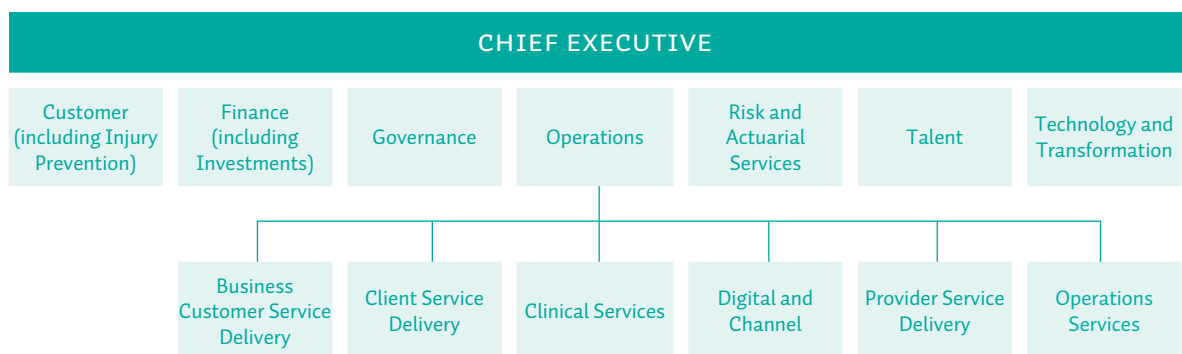 CHIEF EXECUTIVE
Customer
(including Injury
Prevention)
Finance
(including
Investments)
Governance
Operations
Risk and
Actuarial
Services
Talent
Technology and
Transformation
Business
Customer Service
Delivery
Client Service
Delivery
Clinical Services
Digital and
Channel
Provider Service
Delivery
Operations
Services